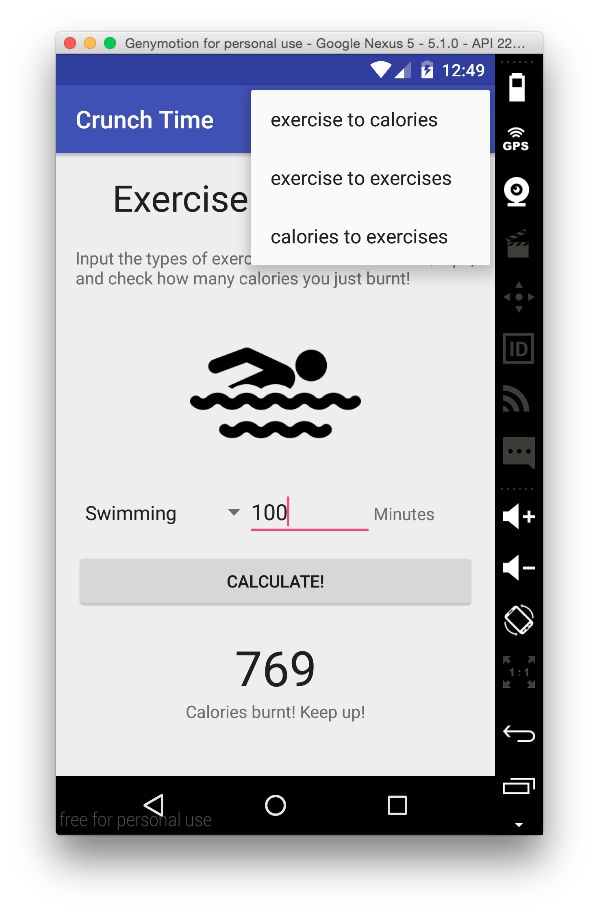 Genymotion for personal use - Google Nexus 5 - 5.1.0 - API 22...
12:49
Crunch Time
exercise to calories
exercise to exercises
calories to exercises
Exercise
Input the types of exerc
and check how many calories you just burnt!
Swimming
100
Minutes
CALCULATE!
769
Calories burnt! Keep up!
free for personal use
GPS
ID
1:1